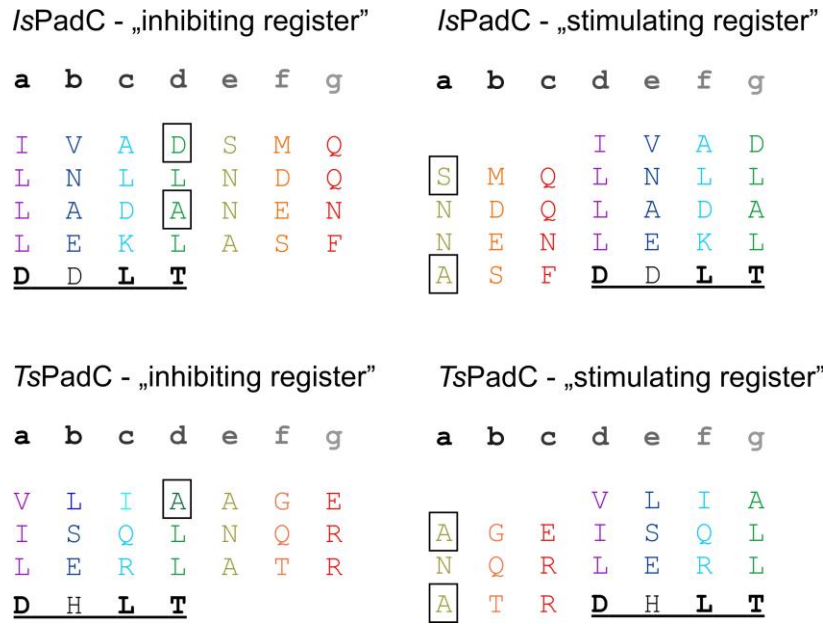 IsPadC - „inhibiting register”
a b c d e f g
I V A D S M Q
L N L L N D Q
L A D A N E N
L E K L A S F
D D L T
IsPadC - „stimulating register”
a b c d e f g
I V A D
S M Q L N L L
N D Q L A D A
N E N L E K L
A S F D D L T
TsPadC - „inhibiting register”
a b c d e f g
V L I A A G E
I S Q L N Q R
L E R L A T R
D H L T
TsPadC - „stimulating register”
a b c d e f g
V L I A
A G E I S Q L
N Q R L E R L
A T R D H L T